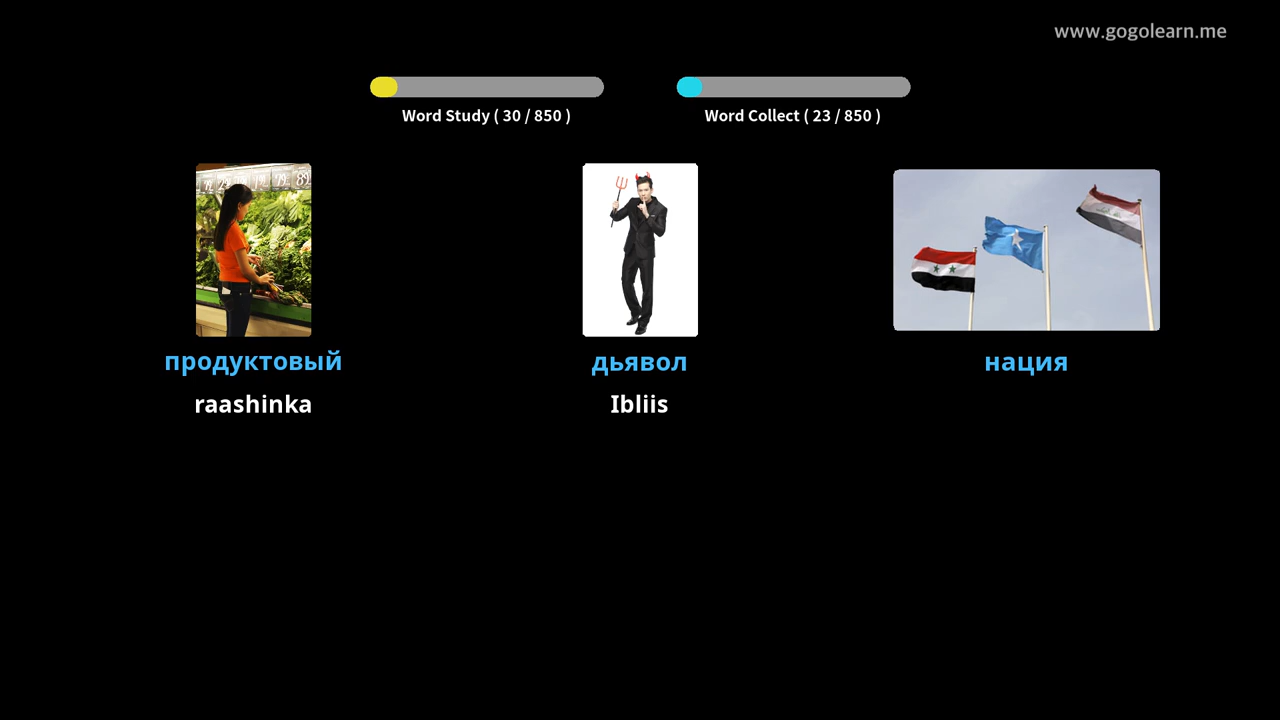 www.gogolearn.me
Word Study ( 30 / 850 )
Word Collect ( 23 / 850 )
продуктовый
дьявол
нация
raashinka
Ibliis